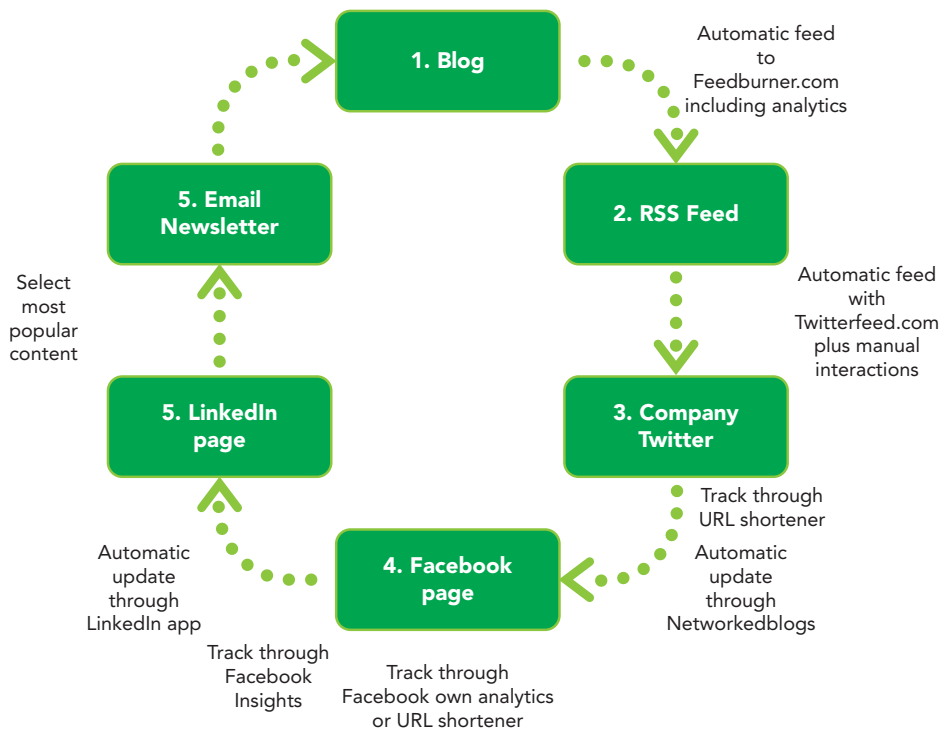 1. Blog
Automatic feed
to
Feedburner.com
including analytics
2. RSS Feed
Automatic feed
with
Twitterfeed.com
plus manual
interactions
3. Company
Twitter
Track through
URL shortener
Automatic
update
through
Networkedblogs
4. Facebook
page
Track through
Facebook own analytics
or URL shortener
Track through
Facebook
Insights
Automatic
update
through
LinkedIn app
5. LinkedIn
page
Select
most
popular
content
5. Email
Newsletter